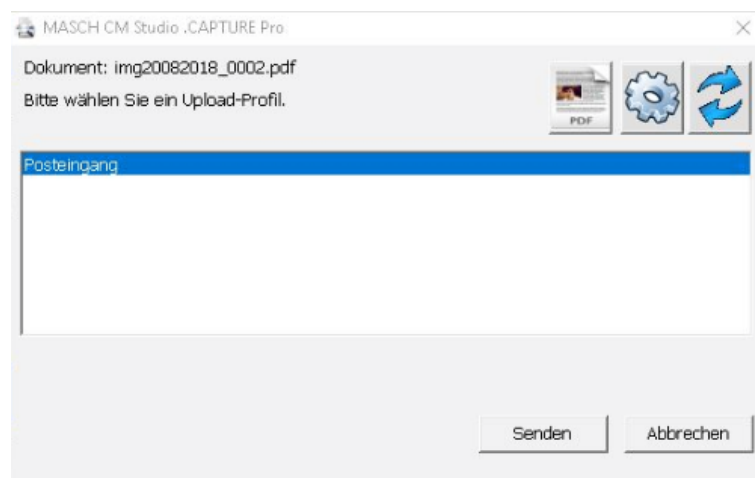 MASCH CM Studio .CAPTURE Pro
Dokument: img20082018_0002.pdf
Bitte wählen Sie ein Upload-Profil.
PDF
Posteingang
Senden
Abbrechen